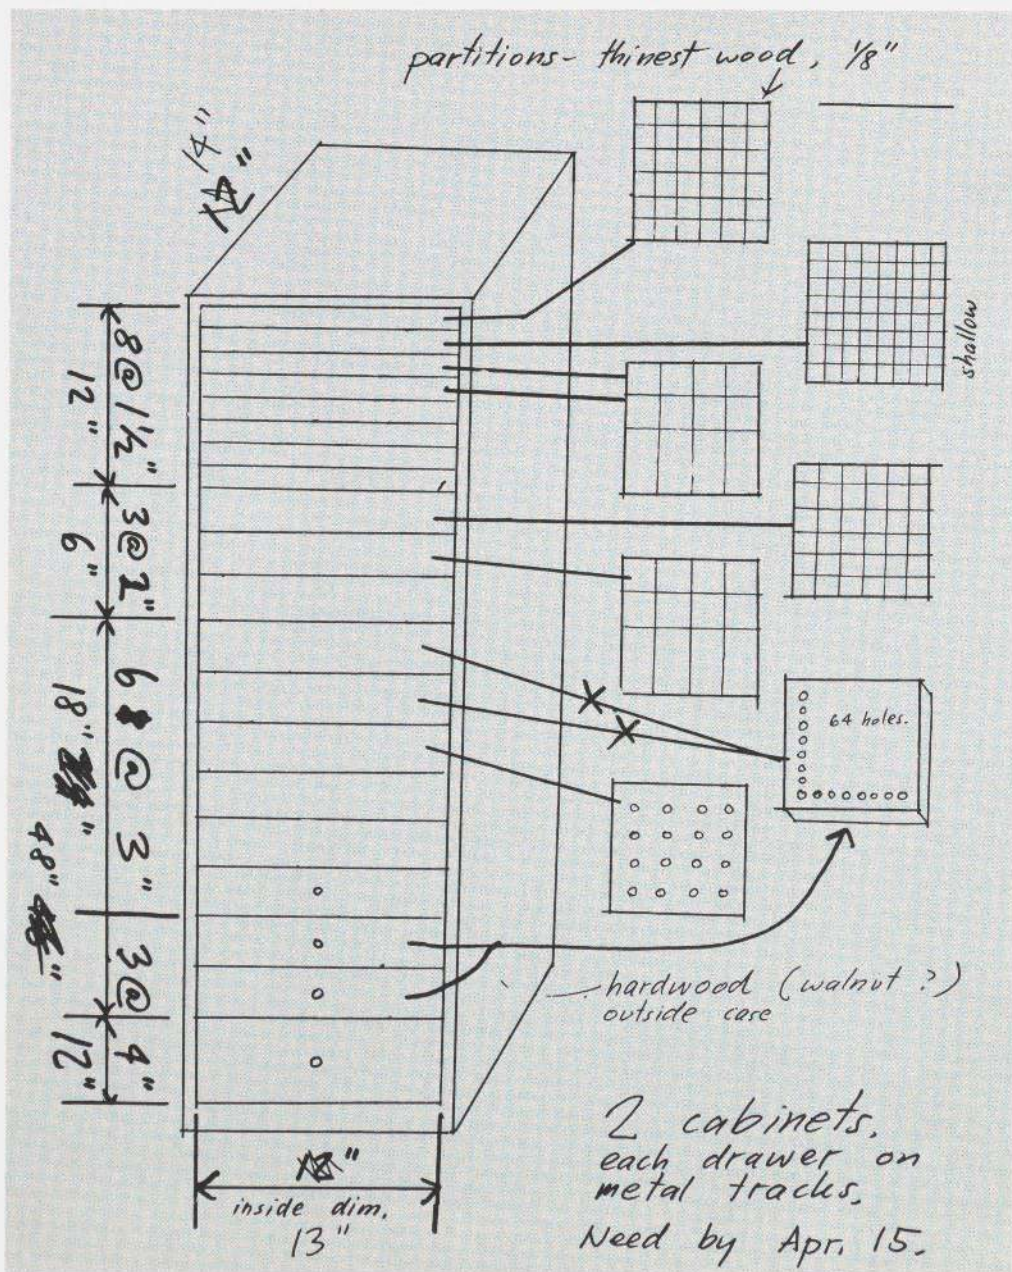 partitions- thinest wood, 1/8"
14"
"
shallow
8@1½"
12"
3@2"
6"
6 @ 3"
18" "
64 holes.
48" "
3@
4"
12"
hardwood (walnut ?)
outside case
"
inside dim.
13"
2 cabinets.
each drawer on
metal tracks.
Need by Apr. 15.